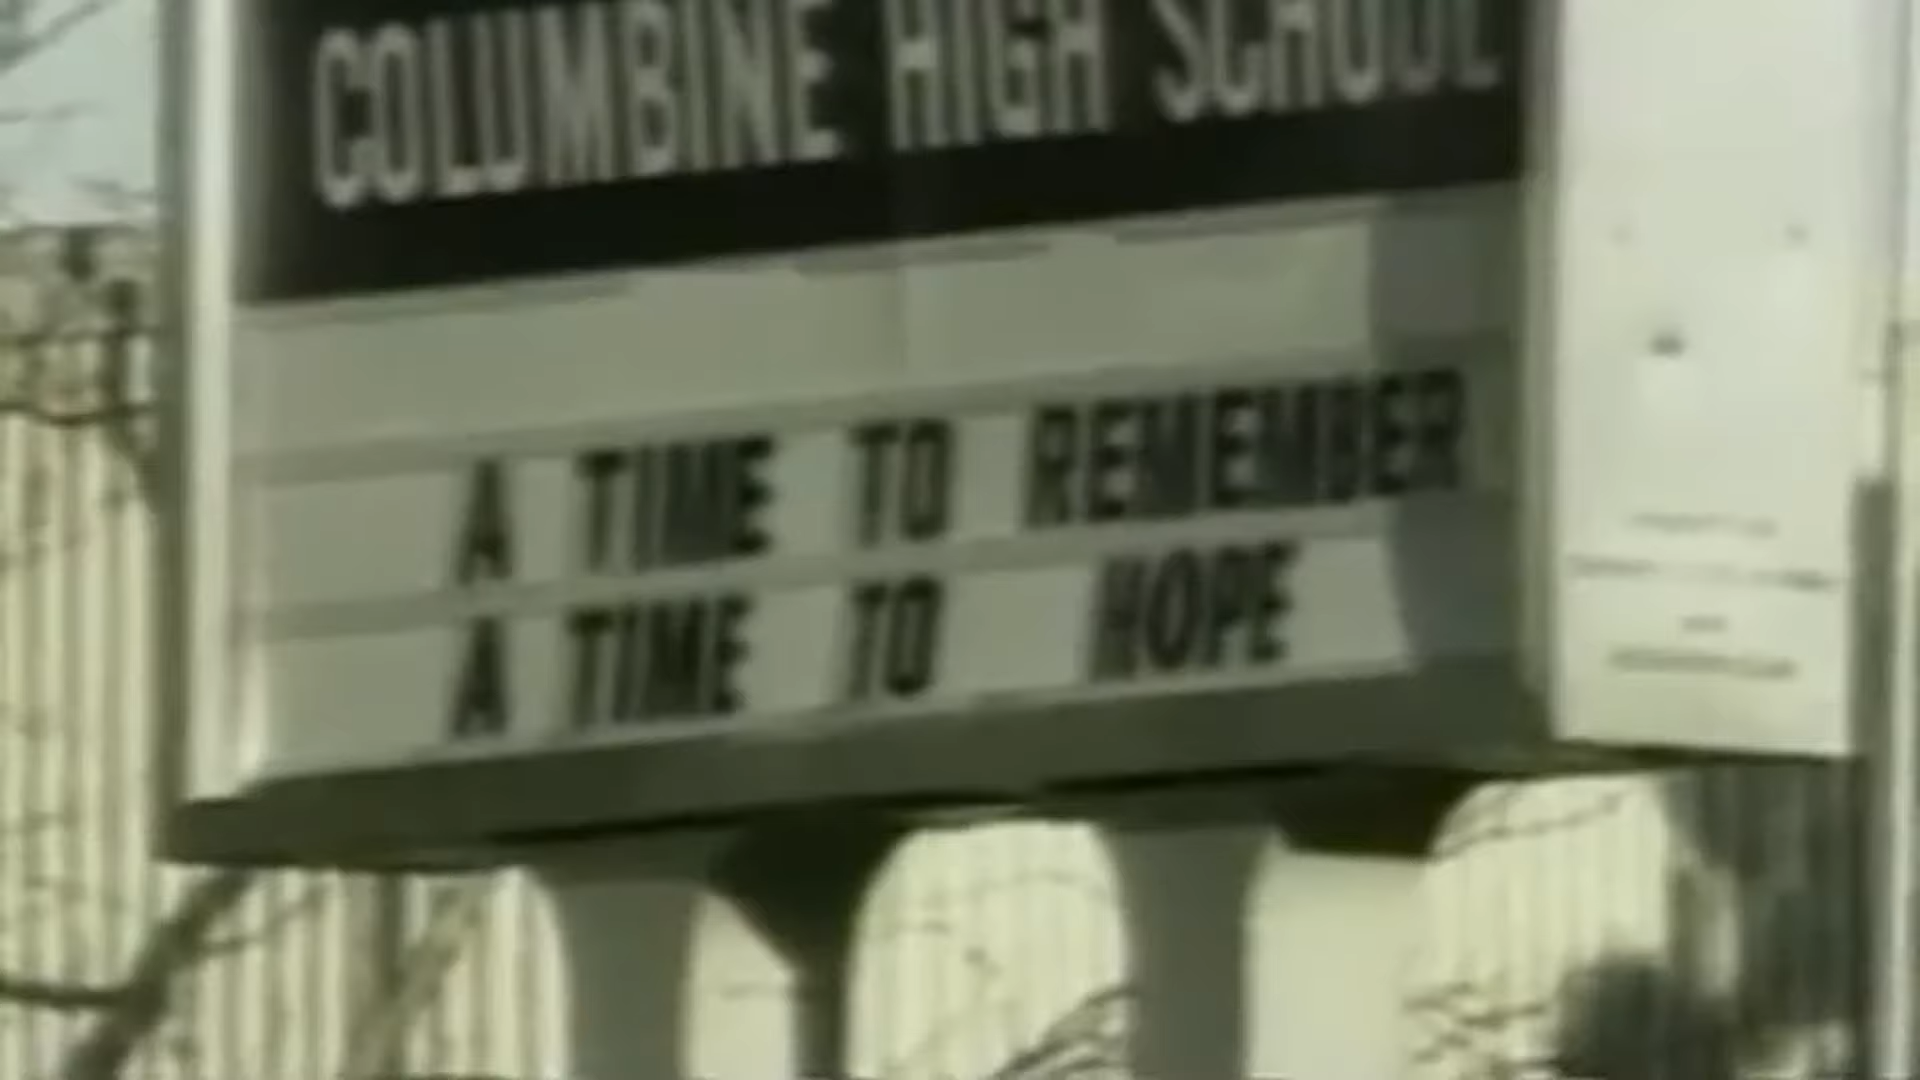 COLUMBINE HIGH SCHOOL
A TIME TO REMEMBER
A TIME TO HOPE